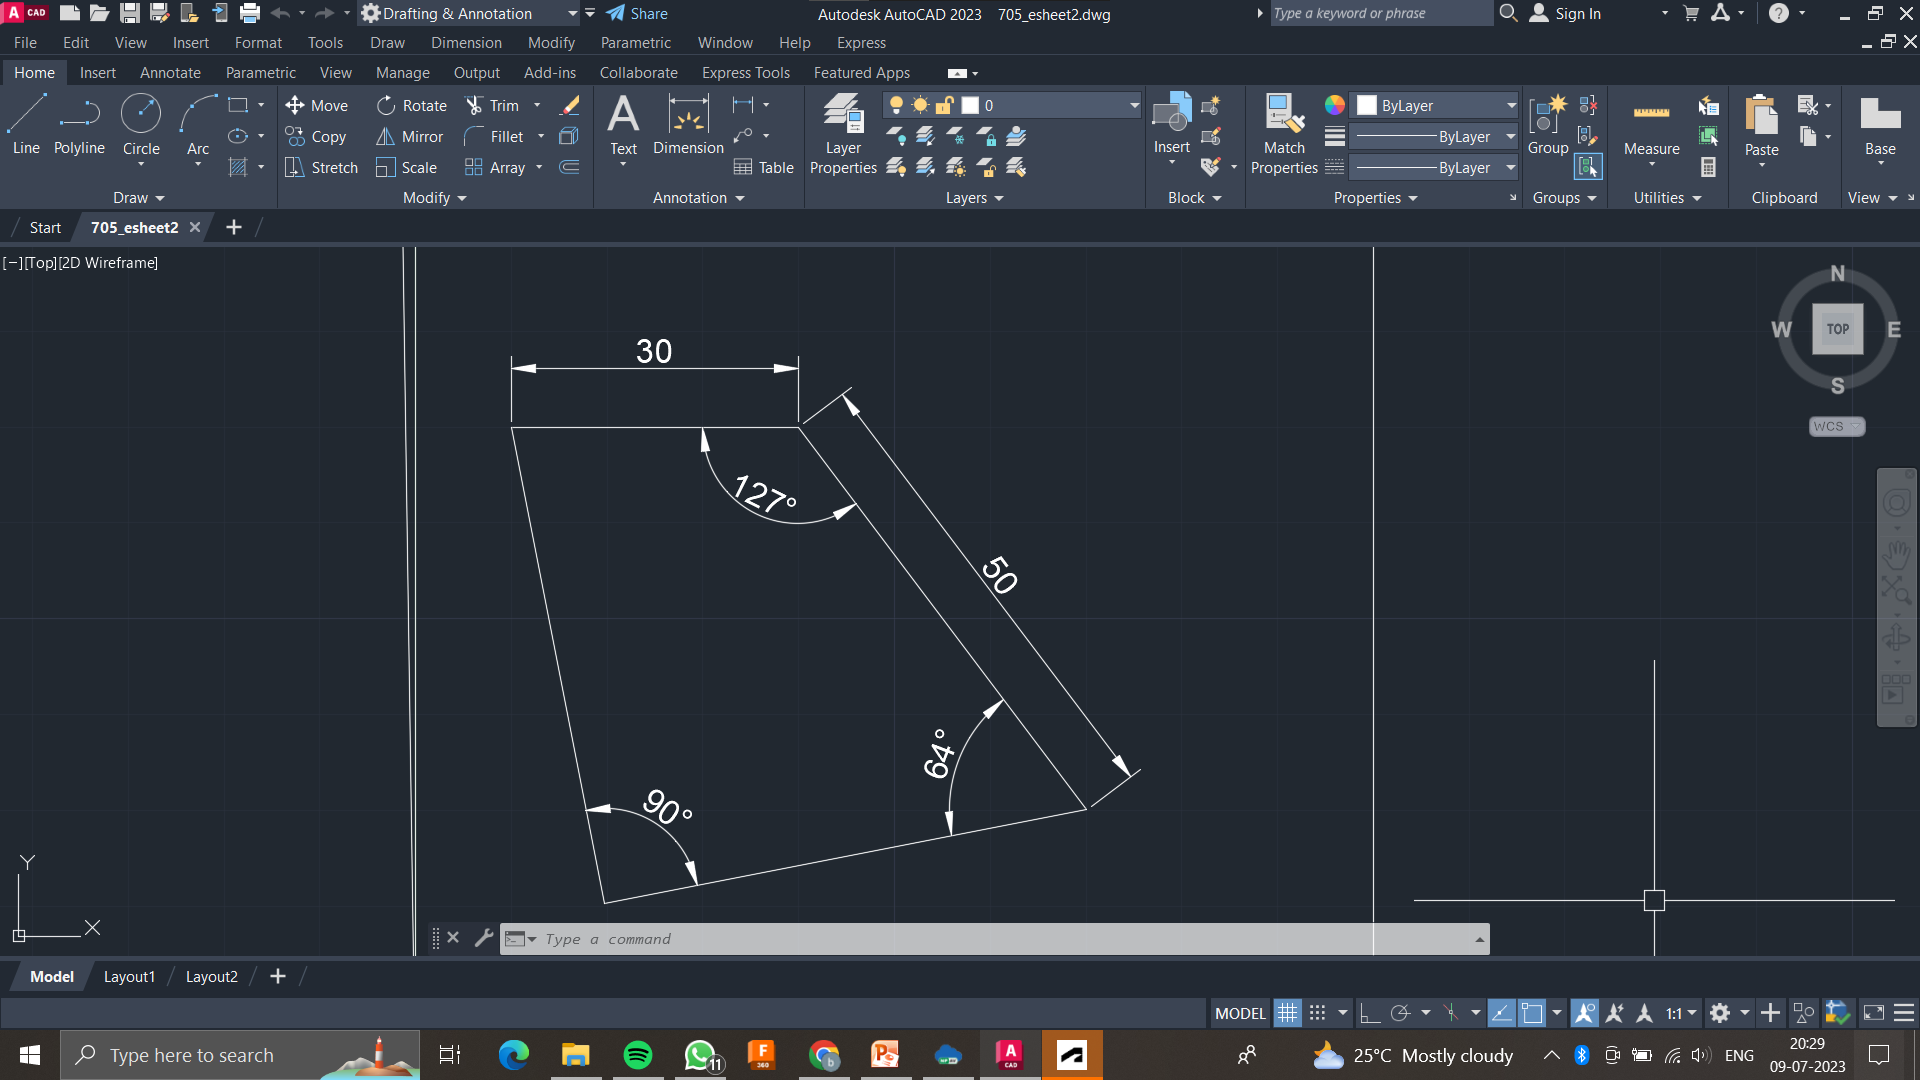 A CAD Drafting & Annotation Share Autodesk AutoCAD 2023 705_esheet2.dwg Type a keyword or phrase Sign In
File Edit View Insert Format Tools Draw Dimension Modify Parametric Window Help Express
Home Insert Annotate Parametric View Manage Output Add-ins Collaborate Express Tools Featured Apps
Move Rotate Trim 0 ByLayer
Line Polyline Circle Arc Copy Mirror Fillet Text Dimension Layer Properties ByLayer Insert Match Properties Group Measure Paste Base
Stretch Scale Array Table ByLayer
Draw Modify Annotation Layers Block Properties Groups Utilities Clipboard View
Start 705_esheet2
[−][Top][2D Wireframe]
N
W TOP E
S
WCS
30
127°
50
64°
90°
Y
X
Type a command
Model Layout1 Layout2
MODEL 1:1
Type here to search
F
360
11
b
P
A
CAD
25°C Mostly cloudy ENG
20:29
09-07-2023